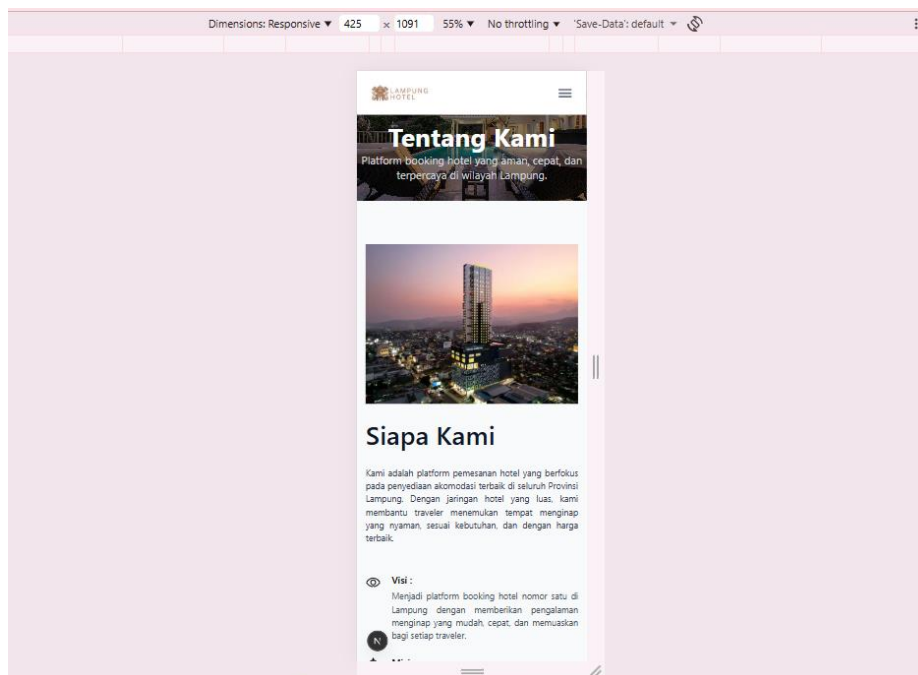 Dimensions: Responsive ▼ 425 × 1091 55% ▼ No throttling ▼ 'Save-Data': default ▼
LAMPUNG
HOTEL
Tentang Kami
Platform booking hotel yang aman, cepat, dan
terpercaya di wilayah Lampung.
Siapa Kami
Kami adalah platform pemesanan hotel yang berfokus
pada penyediaan akomodasi terbaik di seluruh Provinsi
Lampung. Dengan jaringan hotel yang luas, kami
membantu traveler menemukan tempat menginap
yang nyaman, sesuai kebutuhan, dan dengan harga
terbaik.
Visi :
Menjadi platform booking hotel nomor satu di
Lampung dengan memberikan pengalaman
menginap yang mudah, cepat, dan memuaskan
bagi setiap traveler.
N